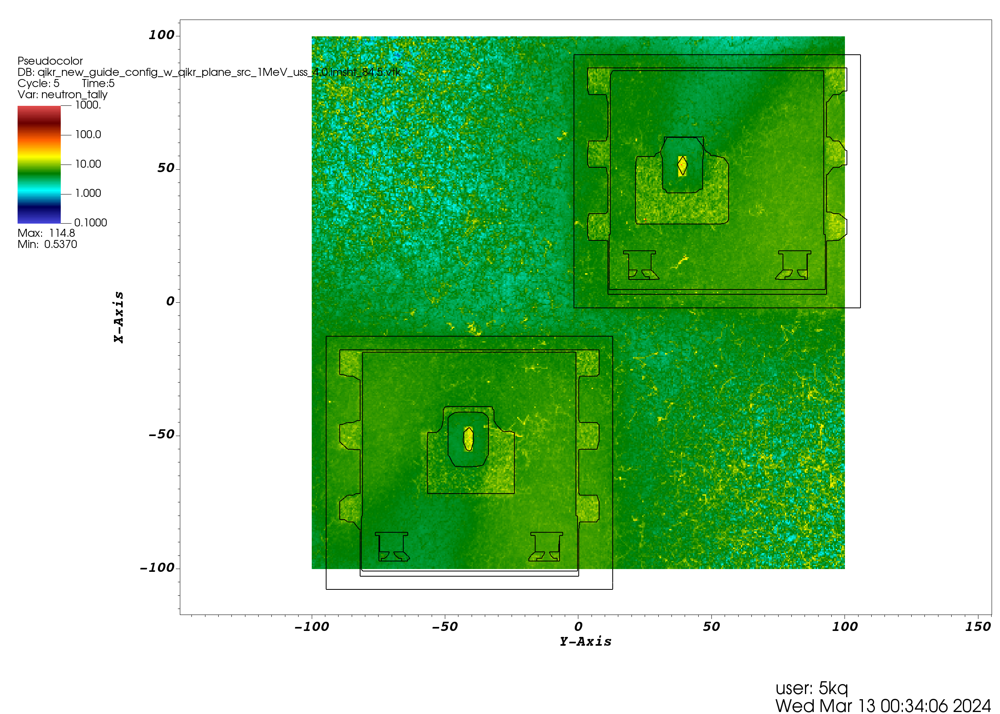 Pseudocolor
DB: qikr_new_guide_config_w_qikr_plane_src_1MeV_uss_4.0.imsht_84.5.vtk
Cycle: 5 Time:5
Var: neutron_tally
1000.
100.0
10.00
1.000
0.1000
Max: 114.8
Min: 0.5370
100
50
0
-50
-100
X-Axis
-100 -50 0 50 100 150
Y-Axis
user: 5kq
Wed Mar 13 00:34:06 2024